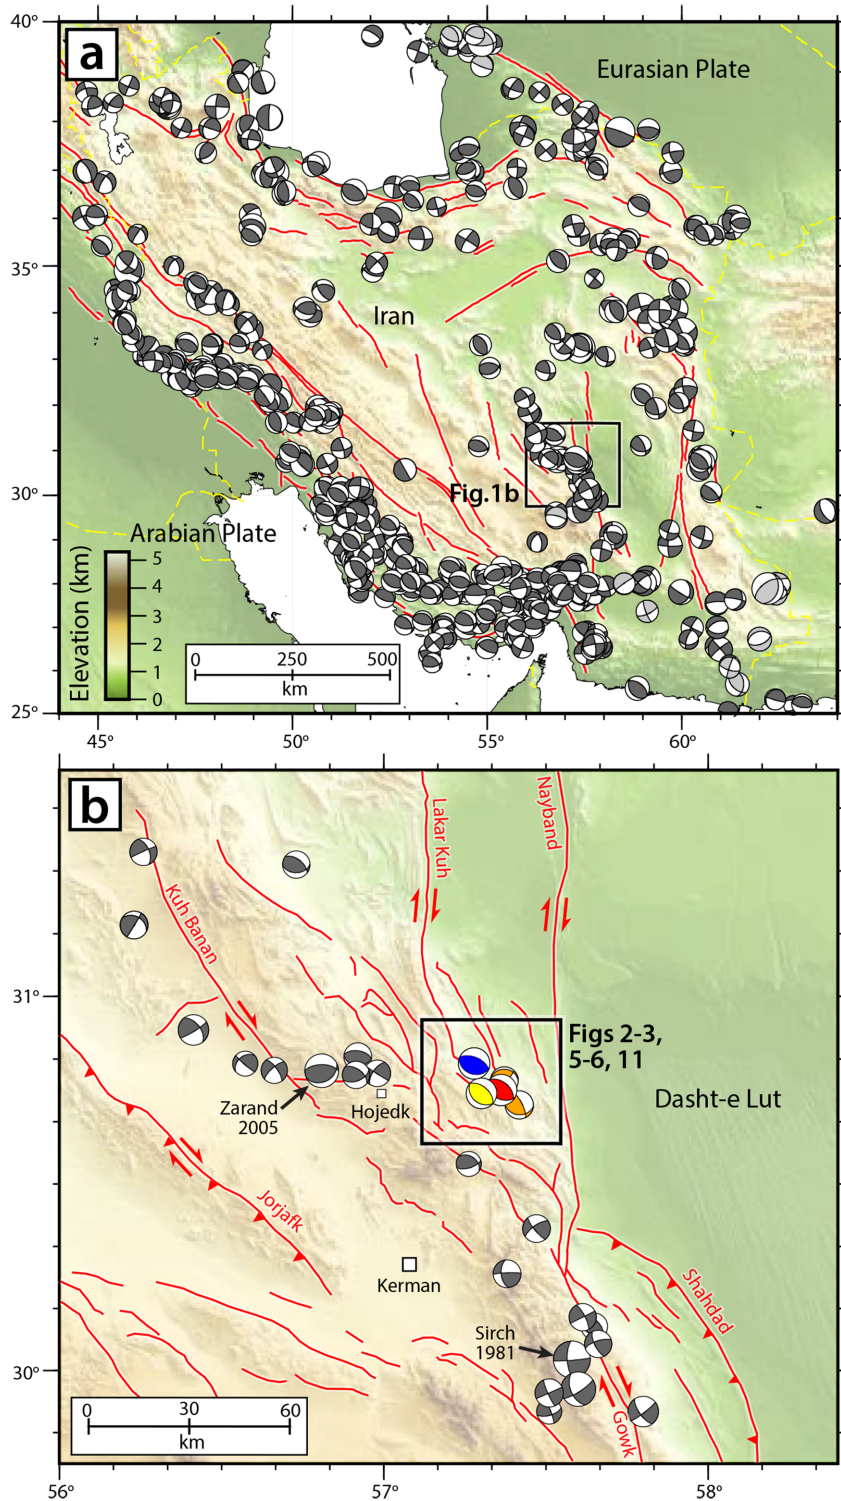 a
40°
35°
30°
25°
Eurasian Plate
Iran
Fig.1b
Arabian Plate
Elevation (km)
5
4
3
2
1
0
0 250 500
km
45° 50° 55° 60°
b
31°
30°
Lakar Kuh
Nayband
Kuh Banan
Figs 2-3,
5-6, 11
Dasht-e Lut
Zarand
2005
Hojedk
Jorjafk
Kerman
Shahdad
Sirch
1981
Gowk
0 30 60
km
56° 57° 58°